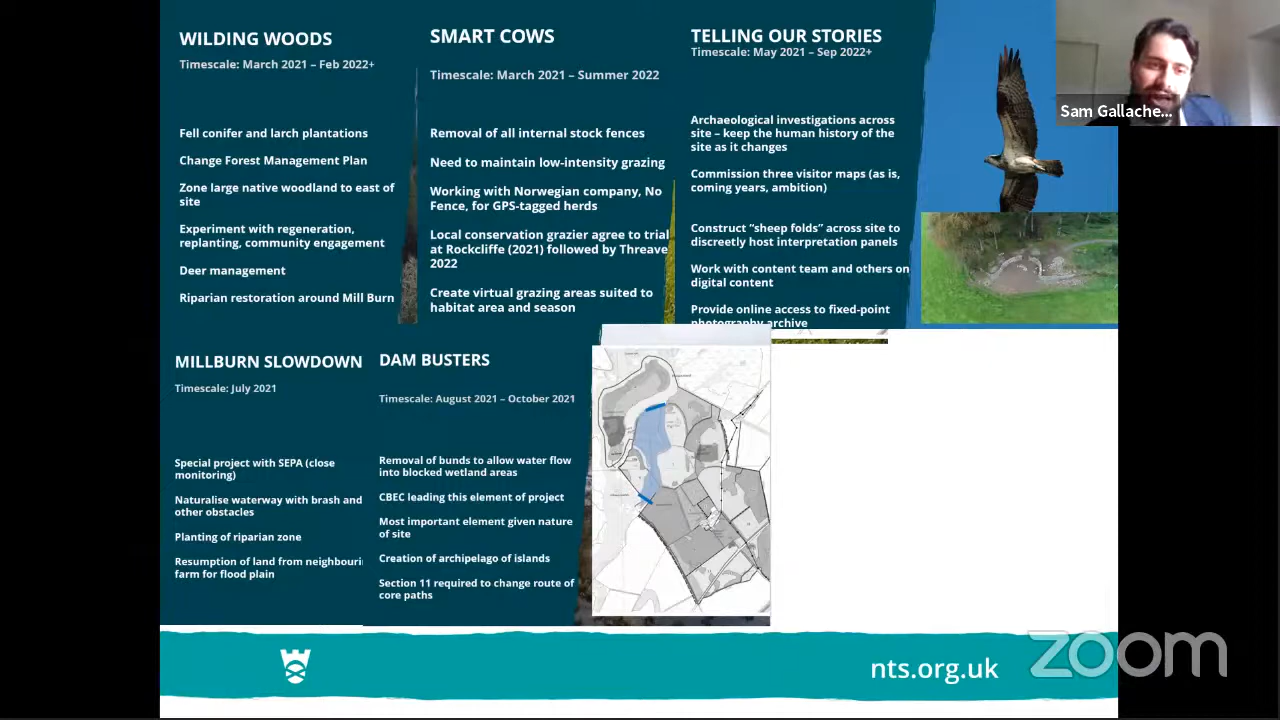 WILDING WOODS
Timescale: March 2021 – Feb 2022+
Fell conifer and larch plantations
Change Forest Management Plan
Zone large native woodland to east of
site
Experiment with regeneration,
replanting, community engagement
Deer management
Riparian restoration around Mill Burn
SMART COWS
Timescale: March 2021 – Summer 2022
Removal of all internal stock fences
Need to maintain low-intensity grazing
Working with Norwegian company, No
Fence, for GPS-tagged herds
Local conservation grazier agree to trial
at Rockcliffe (2021) followed by Threave
2022
Create virtual grazing areas suited to
habitat area and season
TELLING OUR STORIES
Timescale: May 2021 – Sep 2022+
Archaeological investigations across
site – keep the human history of the
site as it changes
Commission three visitor maps (as is,
coming years, ambition)
Construct “sheep folds” across site to
discreetly host interpretation panels
Work with content team and others on
digital content
Provide online access to fixed-point
photography archive
Sam Gallache...
MILLBURN SLOWDOWN
Timescale: July 2021
Special project with SEPA (close
monitoring)
Naturalise waterway with brash and
other obstacles
Planting of riparian zone
Resumption of land from neighbouri
farm for flood plain
DAM BUSTERS
Timescale: August 2021 – October 2021
Removal of bunds to allow water flow
into blocked wetland areas
CBEC leading this element of project
Most important element given nature
of site
Creation of archipelago of islands
Section 11 required to change route of
core paths
nts.org.uk
zoom